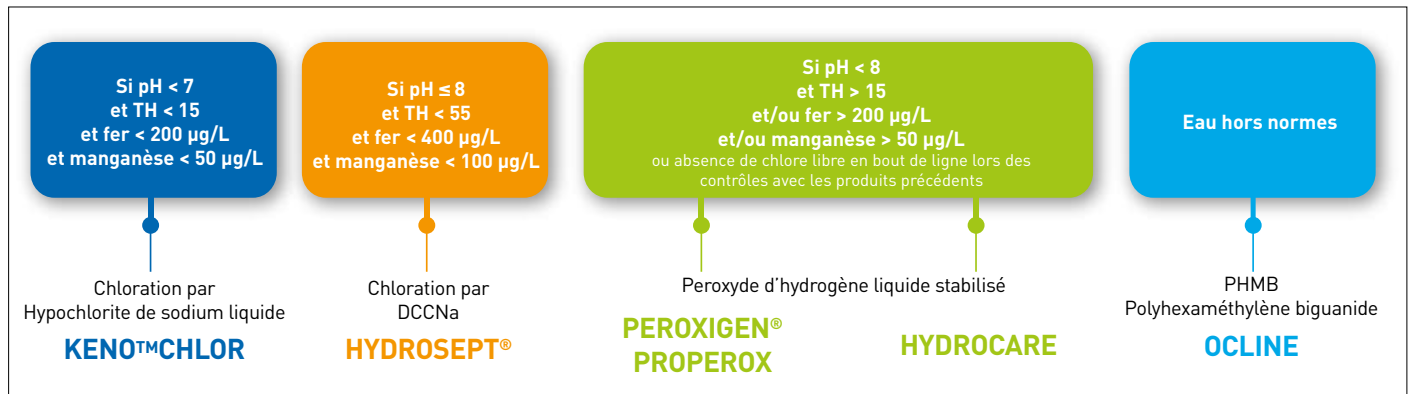 Si pH < 7
et TH < 15
et fer < 200 µg/L
et manganèse < 50 µg/L
Chloration par
Hypochlorite de sodium liquide
KENO™CHLOR
Si pH ≤ 8
et TH < 55
et fer < 400 µg/L
et manganèse < 100 µg/L
Chloration par
DCCNa
HYDROSEPT®
Si pH < 8
et TH > 15
et/ou fer > 200 µg/L
et/ou manganèse > 50 µg/L
ou absence de chlore libre en bout de ligne lors des
contrôles avec les produits précédents
Peroxyde d’hydrogène liquide stabilisé
PEROXIGEN®
PROPEROX
HYDROCARE
Eau hors normes
PHMB
Polyhexaméthylène biguanide
OCLINE